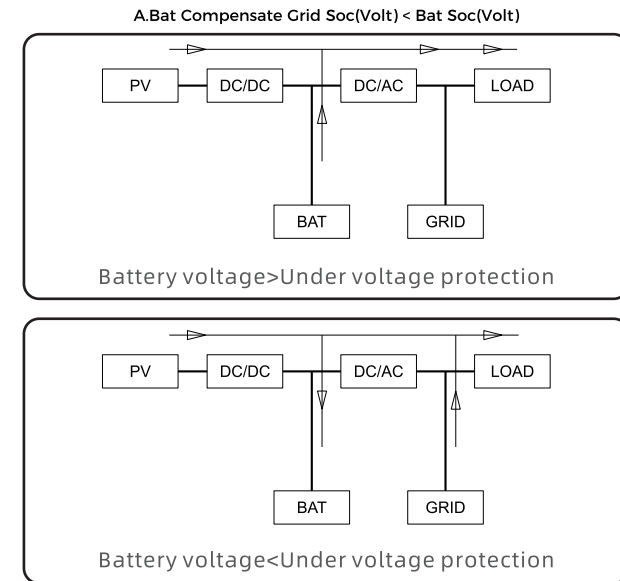 A.Bat Compensate Grid Soc(Volt) < Bat Soc(Volt)
PV DC/DC DC/AC LOAD
BAT GRID
Battery voltage>Under voltage protection
PV DC/DC DC/AC LOAD
BAT GRID
Battery voltage<Under voltage protection